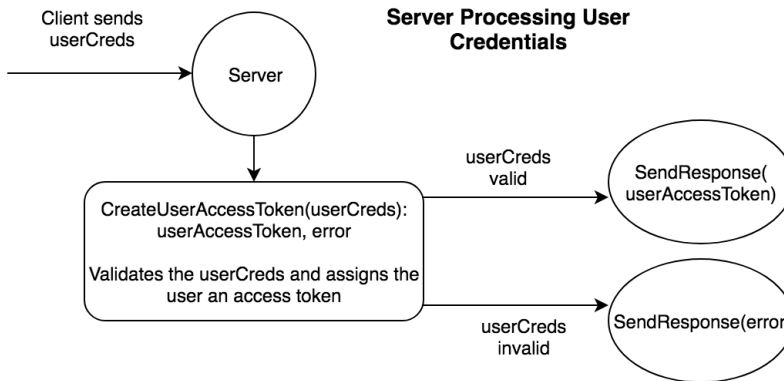 Client sends
userCreds
Server Processing User
Credentials
Server
CreateUserAccessToken(userCreds):
userAccessToken, error
Validates the userCreds and assigns the
user an access token
userCreds
valid
SendResponse(
userAccessToken)
userCreds
invalid
SendResponse(error